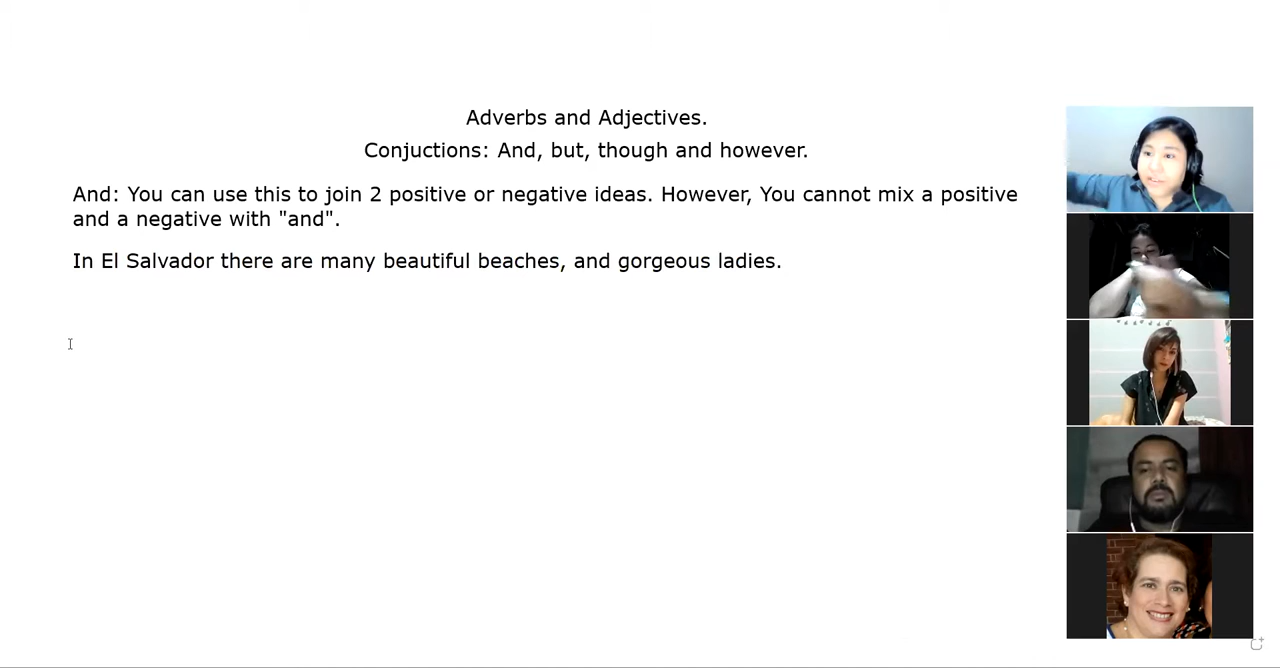 Adverbs and Adjectives.
Conjuctions: And, but, though and however.
And: You can use this to join 2 positive or negative ideas. However, You cannot mix a positive
and a negative with "and".
In El Salvador there are many beautiful beaches, and gorgeous ladies.